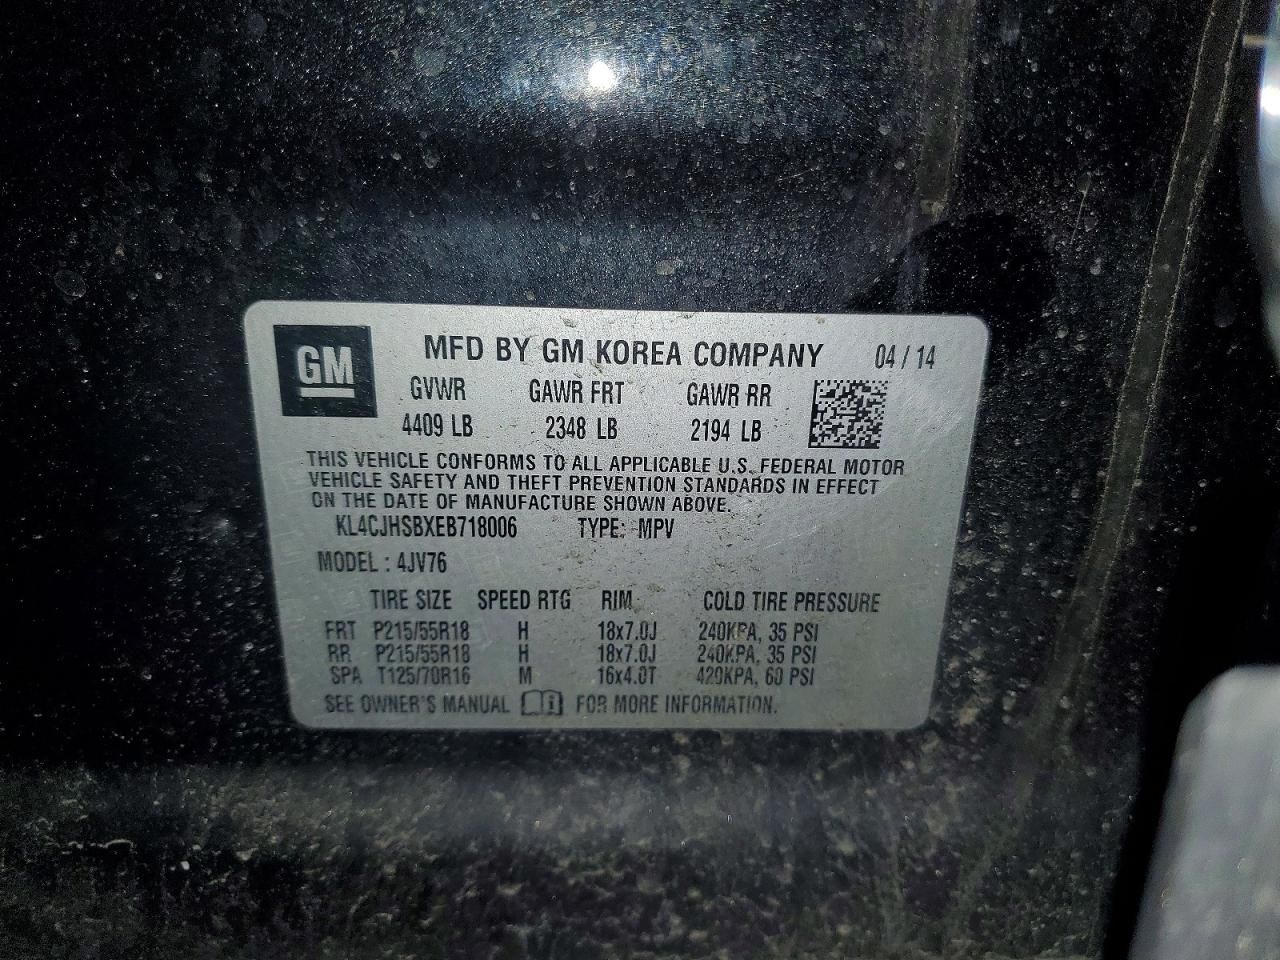 GM
MFD BY GM KOREA COMPANY 04 / 14
GVWR GAWR FRT GAWR RR
4409 LB 2348 LB 2194 LB
THIS VEHICLE CONFORMS TO ALL APPLICABLE U.S. FEDERAL MOTOR
VEHICLE SAFETY AND THEFT PREVENTION STANDARDS IN EFFECT
ON THE DATE OF MANUFACTURE SHOWN ABOVE.
KL4CJHSBXEB718006 TYPE: MPV
MODEL : 4JV76
TIRE SIZE SPEED RTG RIM COLD TIRE PRESSURE
FRT P215/55R18 H 18x7.0J 240KPA, 35 PSI
RR P215/55R18 H 18x7.0J 240KPA, 35 PSI
SPA T125/70R16 M 16x4.0T 420KPA, 60 PSI
SEE OWNER'S MANUAL FOR MORE INFORMATION.